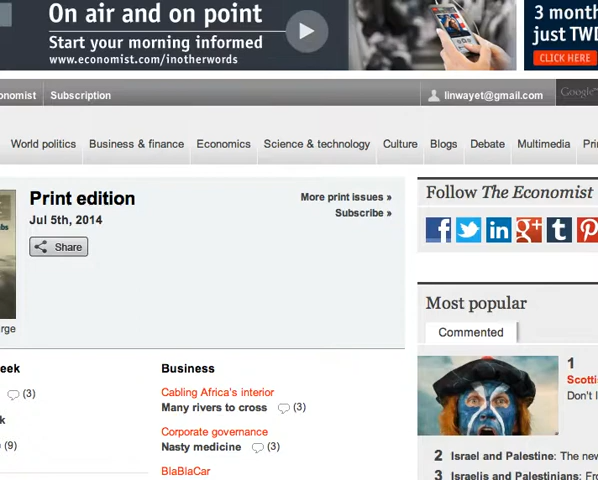 On air and on point
Start your morning informed
www.economist.com/inotherwords
3 month
just TWD
CLICK HERE
onomist Subscription
linwayet@gmail.com
Google™
World politics Business & finance Economics Science & technology Culture Blogs Debate Multimedia Pri
Print edition
Jul 5th, 2014
Share
More print issues »
Subscribe »
rge
Follow The Economist
Most popular
Commented
1
Scotti
Don't l
2 Israel and Palestine: The new
3 Israelis and Palestinians: Fr
eek
(3)
k
(9)
Business
Cabling Africa's interior
Many rivers to cross (3)
Corporate governance
Nasty medicine (3)
BlaBlaCar